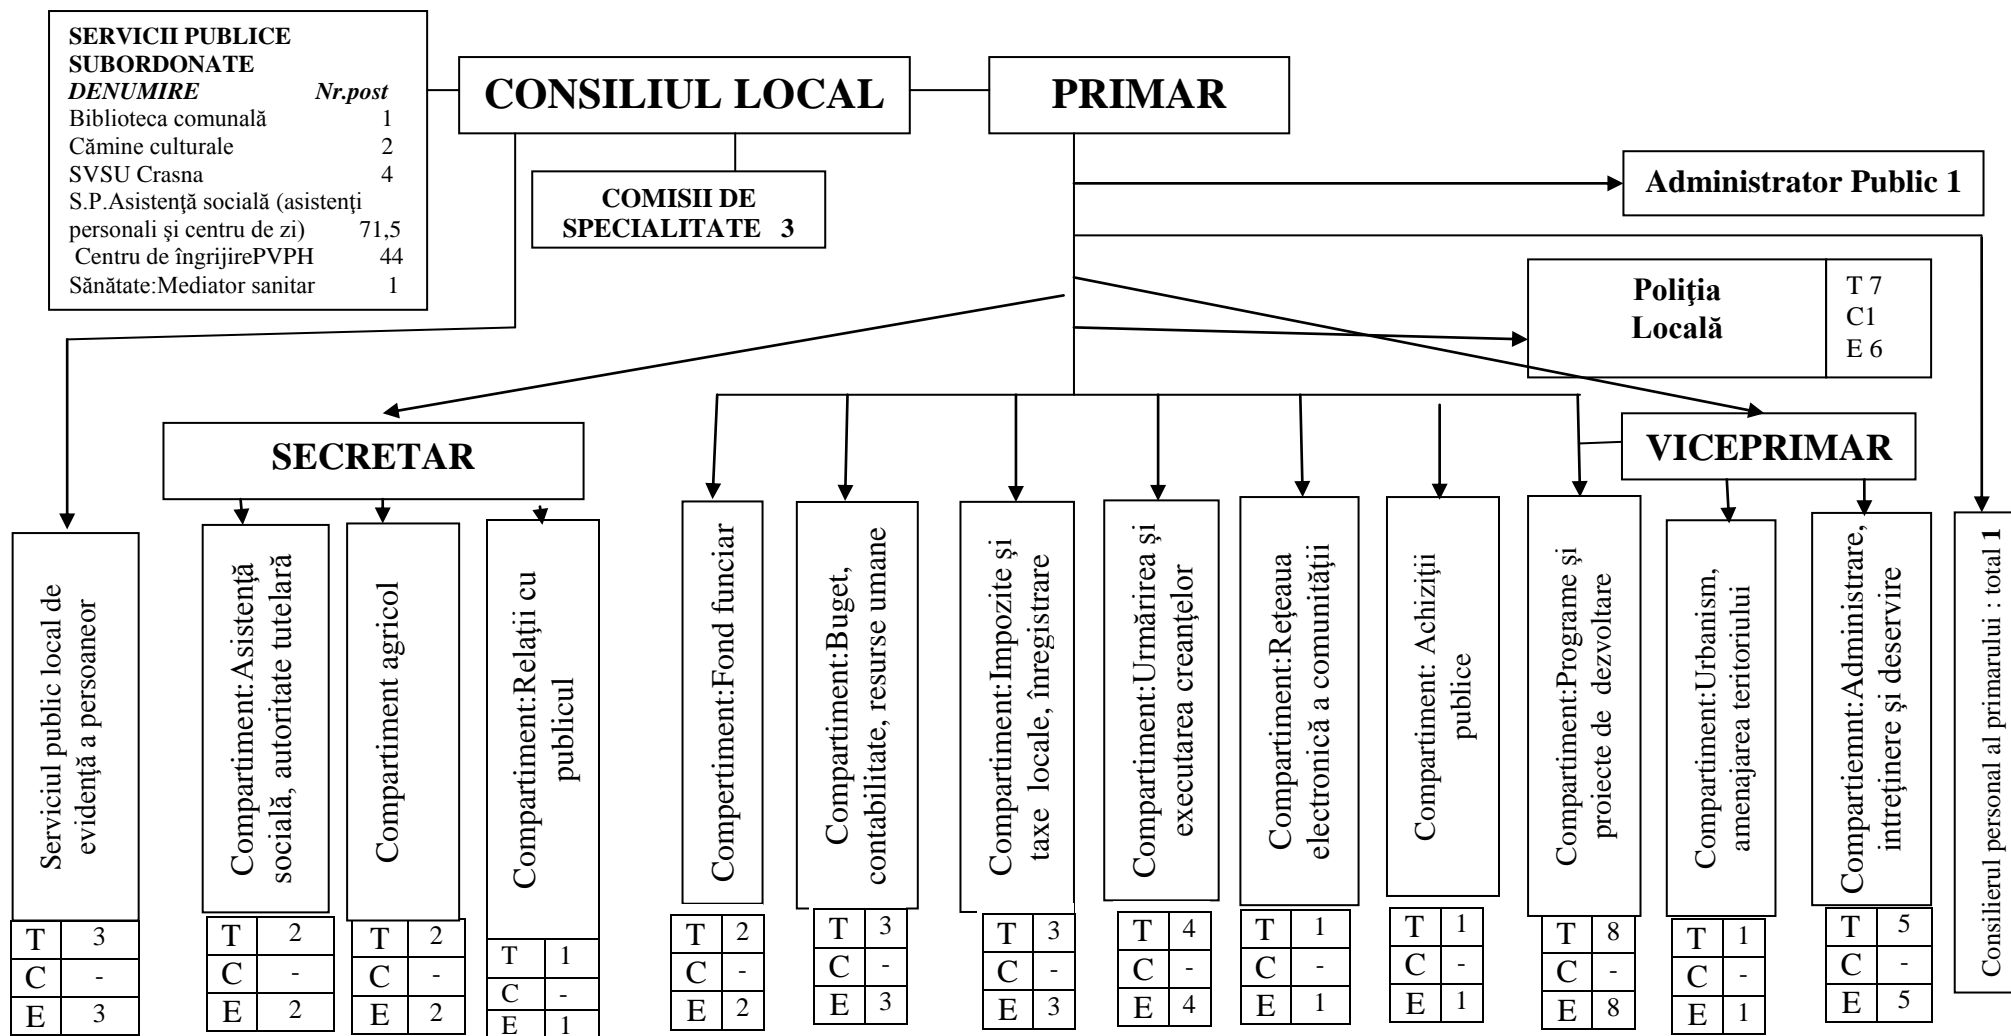 SERVICII PUBLICE
SUBORDONATE
DENUMIRE Nr.post
Biblioteca comunală 1
Cămine culturale 2
SVSU Crasna 4
S.P.Asistenţă socială (asistenţi
personali şi centru de zi) 71,5
Centru de îngrijirePVPH 44
Sănătate:Mediator sanitar 1
CONSILIUL LOCAL
PRIMAR
COMISII DE
SPECIALITATE 3
Administrator Public 1
Poliţia
Locală
T 7
C1
E 6
SECRETAR
VICEPRIMAR
Serviciul public local de
evidenţă a persoaneor
T 3
C -
E 3
Compartiment:Asistenţă
socială, autoritate tutelară
T 2
C -
E 2
Compartiment agricol
T 2
C -
E 2
Compartiment:Relaţii cu
publicul
T 1
C -
E 1
Compertiment:Fond funciar
T 2
C -
E 2
Compartiment:Buget,
contabilitate, resurse umane
T 3
C -
E 3
Compartiment:Impozite şi
taxe locale, înregistrare
T 3
C -
E 3
Compartiment:Urmărirea şi
executarea creanţelor
T 4
C -
E 4
Compartiment:Reţeaua
electronică a comunităţii
T 1
C -
E 1
Compartiment: Achiziţii
publice
T 1
C -
E 1
Compartiment:Programe şi
proiecte de dezvoltare
T 8
C -
E 8
Compartiment:Urbanism,
amenajarea teritoriului
T 1
C -
E 1
Compartiemnt:Administrare,
intreţinere şi deservire
T 5
C -
E 5
Consilierul personal al primarului : total 1